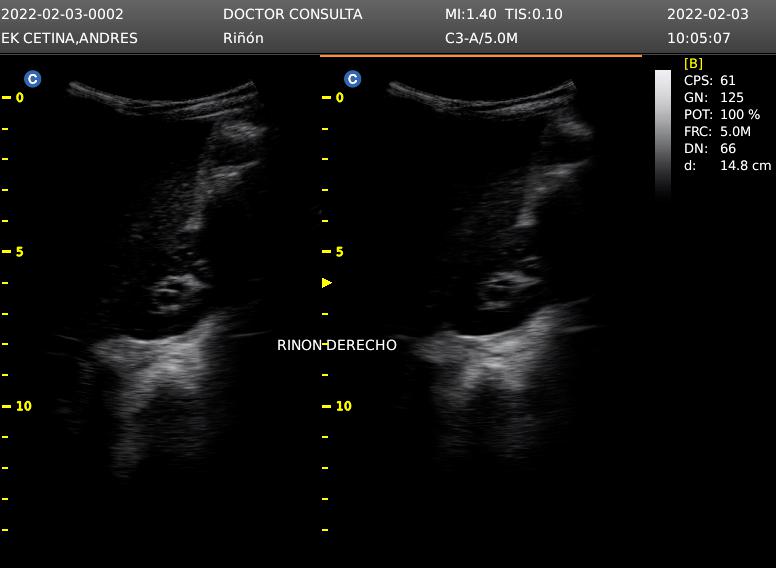 2022-02-03-0002 DOCTOR CONSULTA MI:1.40 TIS:0.10 2022-02-03
EK CETINA,ANDRES Riñón C3-A/5.0M 10:05:07
[B]
C C
CPS: 61
0 0
GN: 125
POT: 100 %
FRC: 5.0M
DN: 66
d: 14.8 cm
5 5
RINON DERECHO
10 10